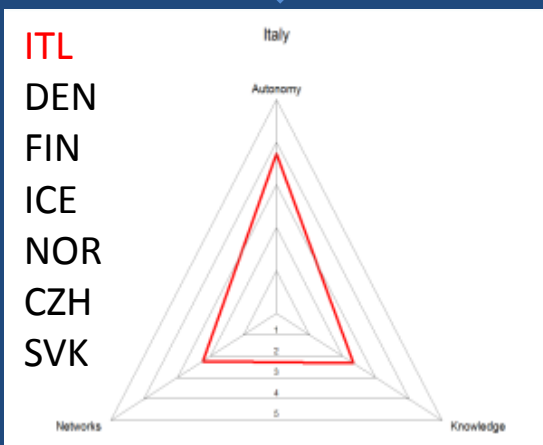 ITL
DEN
FIN
ICE
NOR
CZH
SVK
Italy
Autonomy
1
2
3
4
5
Networks
Knowledge